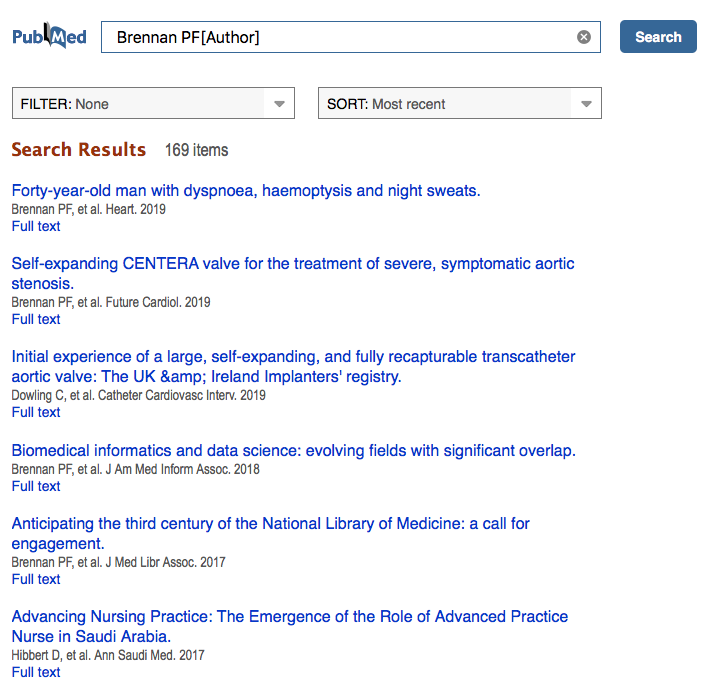 PubMed
Brennan PF[Author]
Search
FILTER: None
SORT: Most recent
Search Results 169 items
Forty-year-old man with dyspnoea, haemoptysis and night sweats.
Brennan PF, et al. Heart. 2019
Full text
Self-expanding CENTERA valve for the treatment of severe, symptomatic aortic
stenosis.
Brennan PF, et al. Future Cardiol. 2019
Full text
Initial experience of a large, self-expanding, and fully recapturable transcatheter
aortic valve: The UK &amp; Ireland Implanters' registry.
Dowling C, et al. Catheter Cardiovasc Interv. 2019
Full text
Biomedical informatics and data science: evolving fields with significant overlap.
Brennan PF, et al. J Am Med Inform Assoc. 2018
Full text
Anticipating the third century of the National Library of Medicine: a call for
engagement.
Brennan PF, et al. J Med Libr Assoc. 2017
Full text
Advancing Nursing Practice: The Emergence of the Role of Advanced Practice
Nurse in Saudi Arabia.
Hibbert D, et al. Ann Saudi Med. 2017
Full text